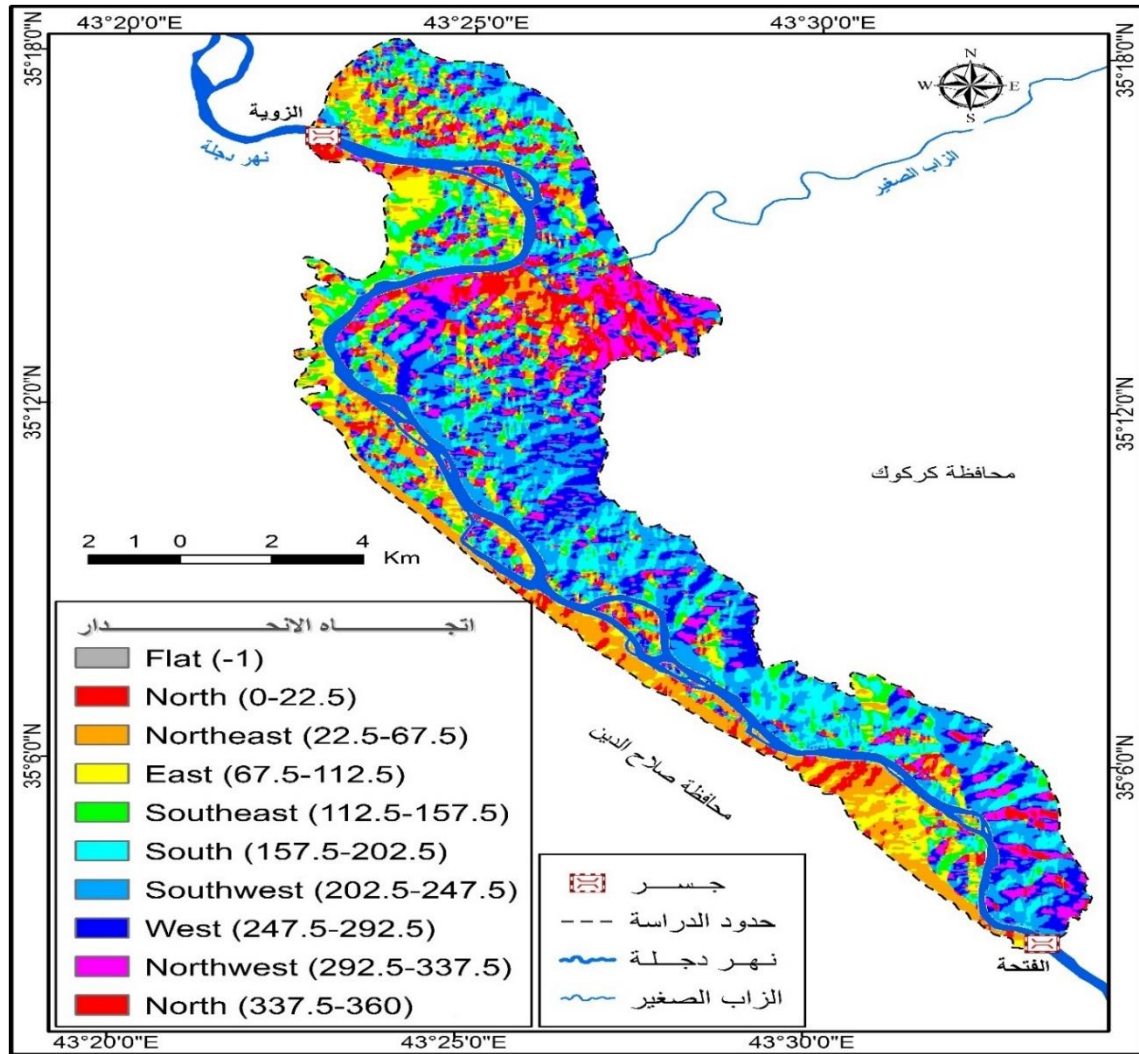 43°20'0"E 43°25'0"E 43°30'0"E
35°18'0"N
35°18'0"N
N
W E
S
الزوية
نهر دجلة
الزاب الصغير
35°12'0"N
35°12'0"N
محافظة كركوك
2 1 0 2 4
Km
محافظة صلاح الدين
35°6'0"N
35°6'0"N
اتجـــاه الانحـــدار
Flat (-1)
North (0-22.5)
Northeast (22.5-67.5)
East (67.5-112.5)
Southeast (112.5-157.5)
South (157.5-202.5)
Southwest (202.5-247.5)
West (247.5-292.5)
Northwest (292.5-337.5)
North (337.5-360)
جـســـر
حدود الدراسة
نهـر دجـلـة
الزاب الصغير
الفتحة
43°20'0"E 43°25'0"E 43°30'0"E